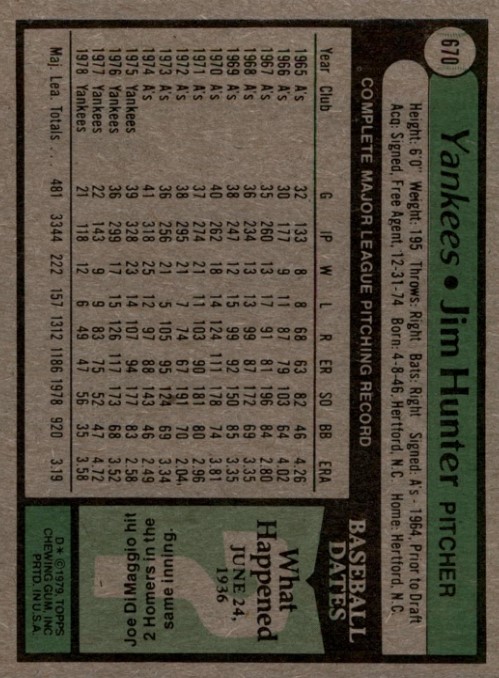 670
Yankees • Jim Hunter PITCHER
Height: 6'0" Weight: 195 Throws: Right Bats: Right Signed: A's - 1964, Prior to Draft
Acq: Signed, Free Agent, 12-31-74 Born: 4-8-46, Hertford, N.C. Home: Hertford, N.C.
COMPLETE MAJOR LEAGUE PITCHING RECORD
Year Club G IP W L R ER SO BB ERA
1965 A's 32 133 8 8 68 63 82 46 4.26
1966 A's 30 177 9 11 87 79 103 64 4.02
1967 A's 35 260 13 17 91 81 196 84 2.80
1968 A's 36 234 13 13 99 87 172 69 3.35
1969 A's 38 247 12 15 99 92 150 85 3.35
1970 A's 40 262 18 14 124 111 178 74 3.81
1971 A's 37 274 21 11 103 90 181 80 2.96
1972 A's 38 295 21 7 74 67 191 70 2.04
1973 A's 36 256 21 5 105 95 124 69 3.34
1974 A's 41 318 25 12 97 88 143 46 2.49
1975 Yankees 39 328 23 14 107 94 177 83 2.58
1976 Yankees 36 299 17 15 126 117 173 68 3.52
1977 Yankees 22 143 9 9 83 75 52 47 4.72
1978 Yankees 21 118 12 6 49 47 56 35 3.58
Maj. Lea. Totals ... 481 3344 222 157 1312 1186 1978 920 3.19
BASEBALL
DATES
What
Happened
JUNE 24,
1936
Joe DiMaggio hit
2 Homers in the
same inning.
D* © 1979, TOPPS
CHEWING GUM, INC
PRTD. IN U.S.A.